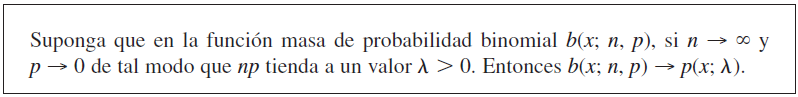 Suponga que en la función masa de probabilidad binomial b(x; n, p), si n → ∞ y
p → 0 de tal modo que np tienda a un valor λ > 0. Entonces b(x; n, p) → p(x; λ).